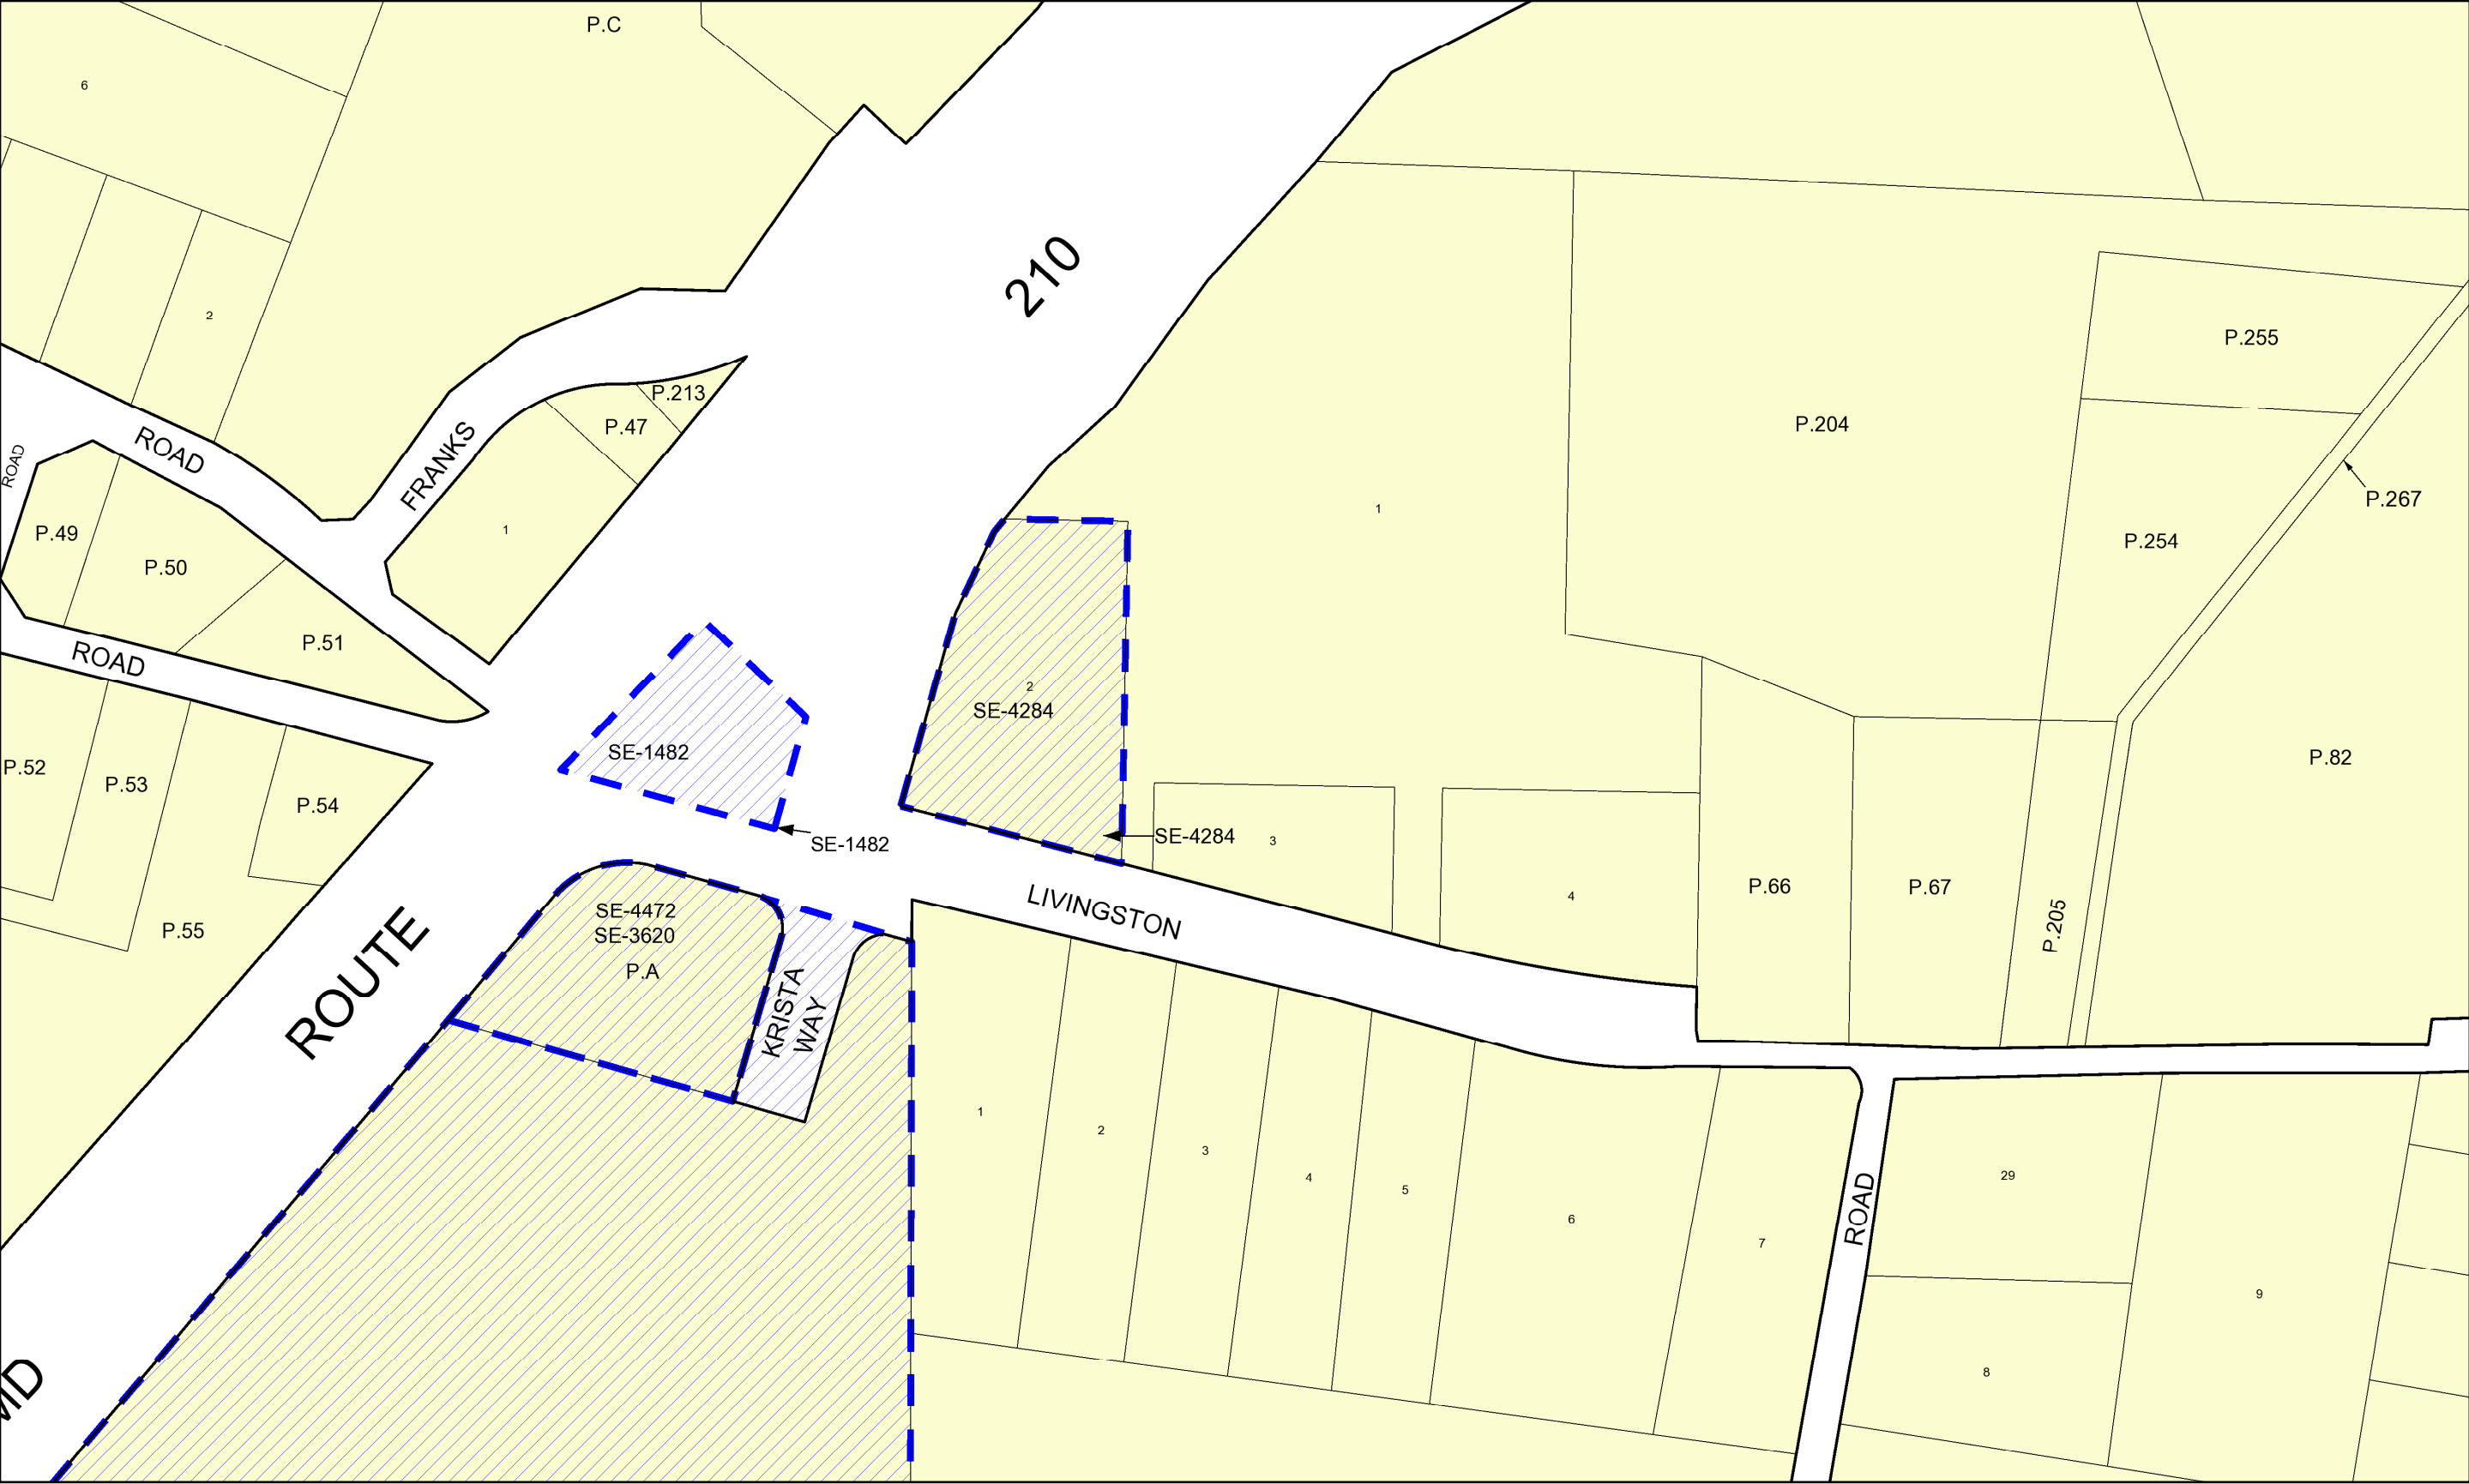 P.C
6
210
2
P.255
P.213
P.204
P.47
ROAD
ROAD
FRANKS
P.267
1
1
P.49
P.254
P.50
P.51
ROAD
2
SE-4284
SE-1482
P.82
P.52
P.53
P.54
SE-1482
SE-4284
3
P.66
P.67
4
LIVINGSTON
SE-4472
SE-3620
P.A
P.55
P.205
ROUTE
KRISTA
WAY
1
2
3
4
5
6
7
ROAD
29
9
8
MD